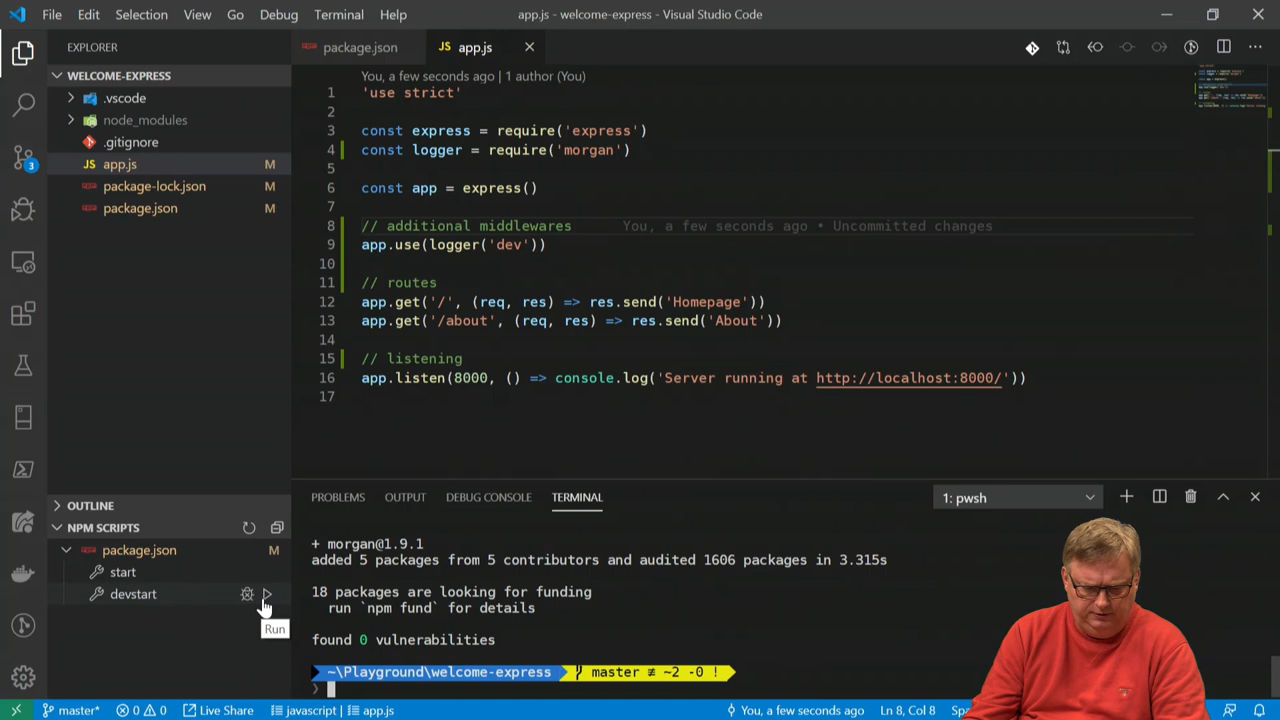 File Edit Selection View Go Debug Terminal Help
app.js - welcome-express - Visual Studio Code
EXPLORER
WELCOME-EXPRESS
.vscode
node_modules
.gitignore
JS app.js M
package-lock.json M
package.json M
3
OUTLINE
NPM SCRIPTS
package.json M
start
devstart
Run
package.json
JS app.js
You, a few seconds ago | 1 author (You)
1 'use strict'
2
3 const express = require('express')
4 const logger = require('morgan')
5
6 const app = express()
7
8 // additional middlewares You, a few seconds ago • Uncommitted changes
9 app.use(logger('dev'))
10
11 // routes
12 app.get('/', (req, res) => res.send('Homepage'))
13 app.get('/about', (req, res) => res.send('About'))
14
15 // listening
16 app.listen(8000, () => console.log('Server running at http://localhost:8000/'))
17
PROBLEMS OUTPUT DEBUG CONSOLE TERMINAL
1: pwsh
+ morgan@1.9.1
added 5 packages from 5 contributors and audited 1606 packages in 3.315s
18 packages are looking for funding
run `npm fund` for details
found 0 vulnerabilities
~\Playground\welcome-express master ≢ ~2 -0 !
❯
master* 0 0 Live Share javascript | app.js You, a few seconds ago Ln 8, Col 8